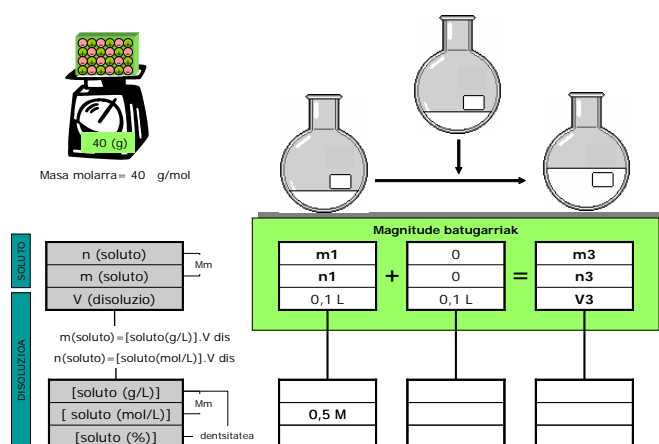 40 (g)
Masa molarra= 40 g/mol
Magnitude batugarriak
SOLUTO
n (soluto)
m (soluto)
Mm
V (disoluzio)
m1
n1
0,1 L
+
0
0
0,1 L
=
m3
n3
V3
DISOLUZIOA
m(soluto)=[soluto(g/L)].V dis
n(soluto)=[soluto(mol/L)].V dis
[soluto (g/L)]
[ soluto (mol/L)]
[soluto (%)]
Mm
dentsitatea
0,5 M